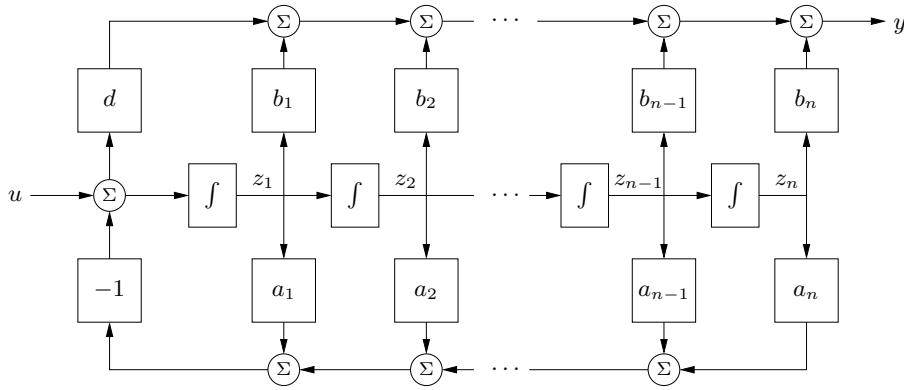 Σ Σ ··· Σ Σ y
d b₁ b₂ bₙ₋₁ bₙ
u Σ ∫ z₁ ∫ z₂ ··· ∫ zₙ₋₁ ∫ zₙ
−1 a₁ a₂ aₙ₋₁ aₙ
Σ Σ ··· Σ